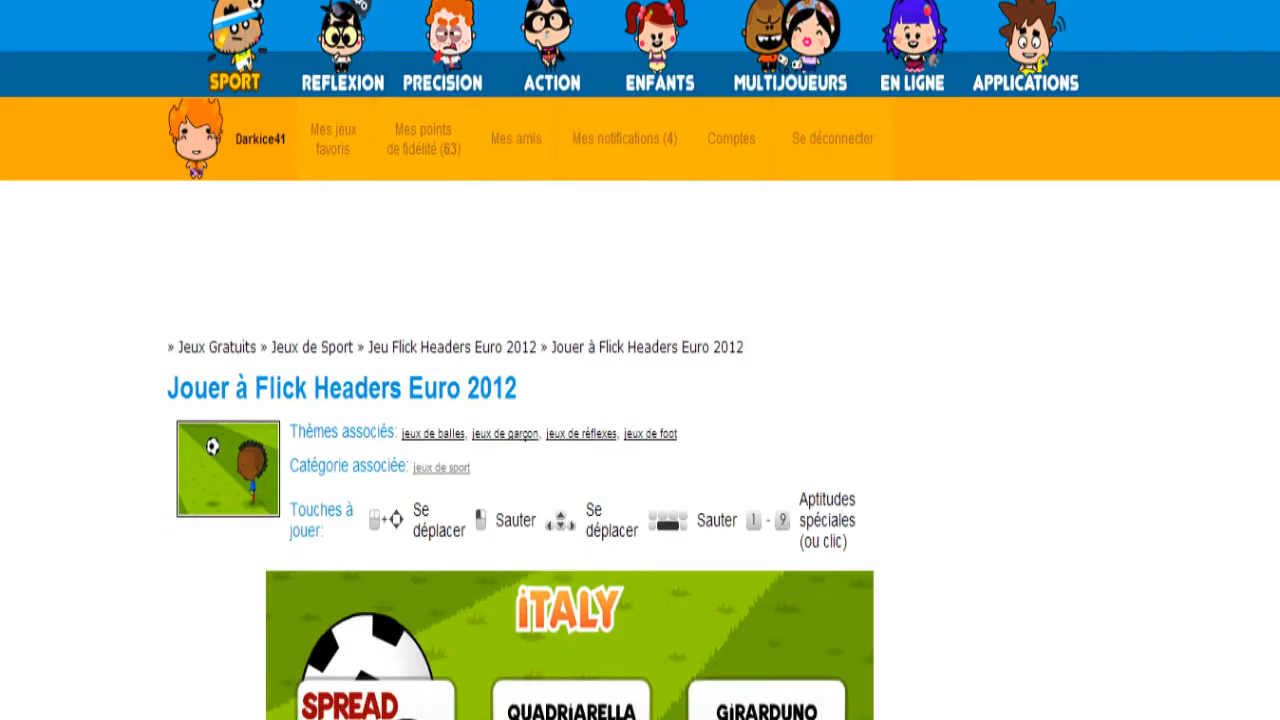 SPORT REFLEXION PRECISION ACTION ENFANTS MULTIJOUEURS EN LIGNE APPLICATIONS
Darkice41
Mes jeux
favoris
Mes points
de fidélité (63)
Mes amis
Mes notifications (4)
Comptes
Se déconnecter
» Jeux Gratuits » Jeux de Sport » Jeu Flick Headers Euro 2012 » Jouer à Flick Headers Euro 2012
Jouer à Flick Headers Euro 2012
Thèmes associés: jeux de balles, jeux de garçon, jeux de réflexes, jeux de foot
Catégorie associée: jeux de sport
Touches à
jouer:
+
Se
déplacer
Sauter
Se
déplacer
Sauter
1 - 9
Aptitudes
spéciales
(ou clic)
iTALY
SPREAD
QUADRiARELLA
GiRARDUNO